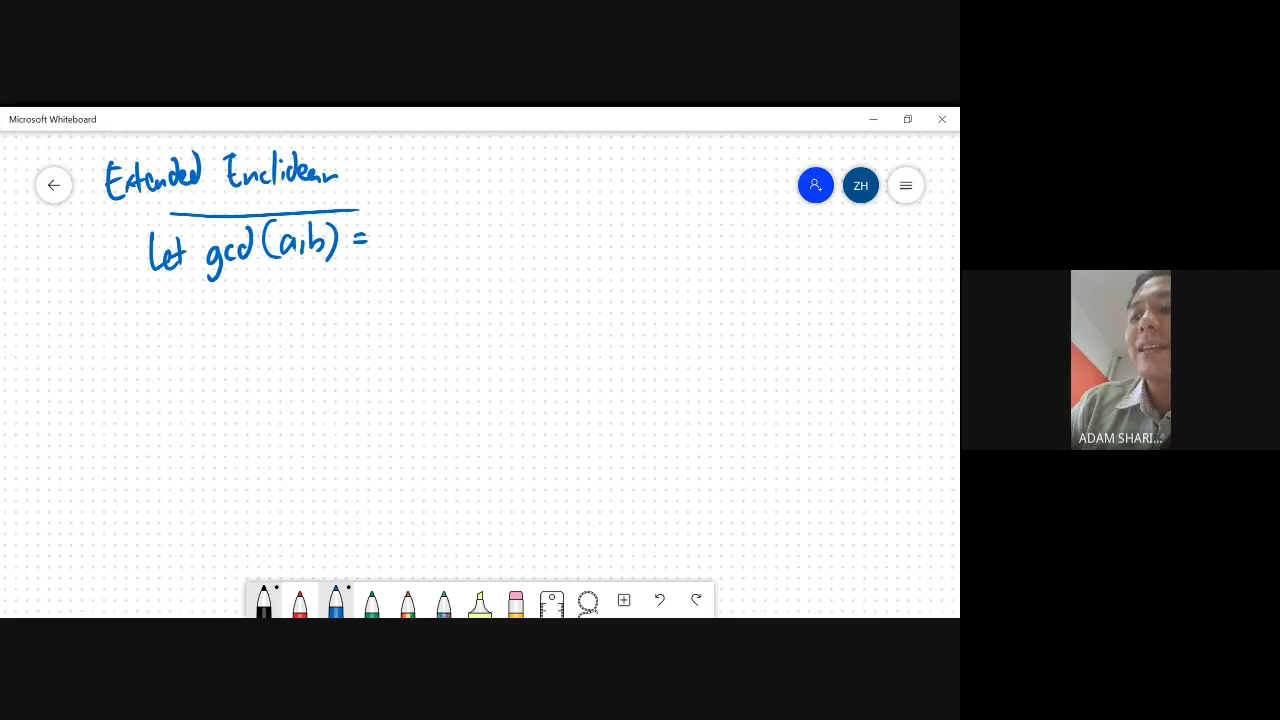 Microsoft Whiteboard
Extended Euclidean
ZH
Let gcd(a,b) =
ADAM SHARI...